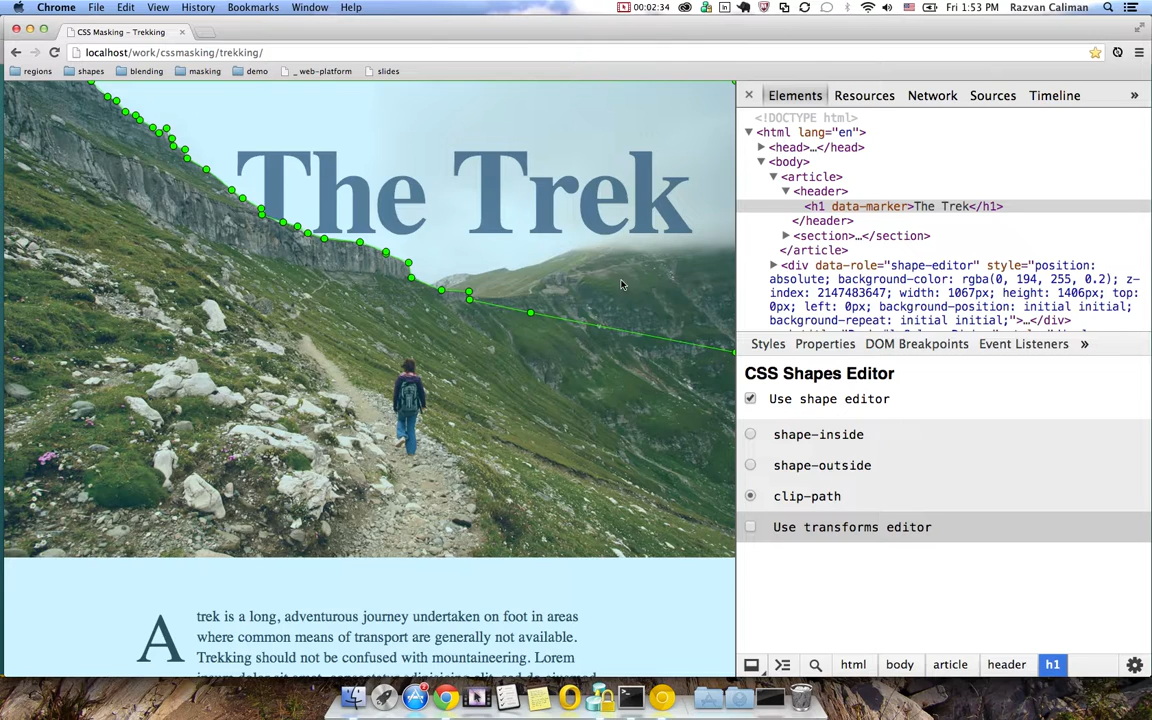 Chrome File Edit View History Bookmarks Window Help 00:02:34 Fri 1:53 PM Razvan Caliman
CSS Masking – Trekking
localhost/work/cssmasking/trekking/
regions shapes blending masking demo _ web-platform slides
The Trek
A
trek is a long, adventurous journey undertaken on foot in areas
where common means of transport are generally not available.
Trekking should not be confused with mountaineering. Lorem
Elements Resources Network Sources Timeline »
<!DOCTYPE html>
<html lang="en">
<head>…</head>
<body>
<article>
<header>
<h1 data-marker>The Trek</h1>
</header>
<section>…</section>
</article>
<div data-role="shape-editor" style="position:
absolute; background-color: rgba(0, 194, 255, 0.2); z-
index: 2147483647; width: 1067px; height: 1406px; top:
0px; left: 0px; background-position: initial initial;
background-repeat: initial initial;">…</div>
Styles Properties DOM Breakpoints Event Listeners »
CSS Shapes Editor
Use shape editor
shape-inside
shape-outside
clip-path
Use transforms editor
html body article header h1